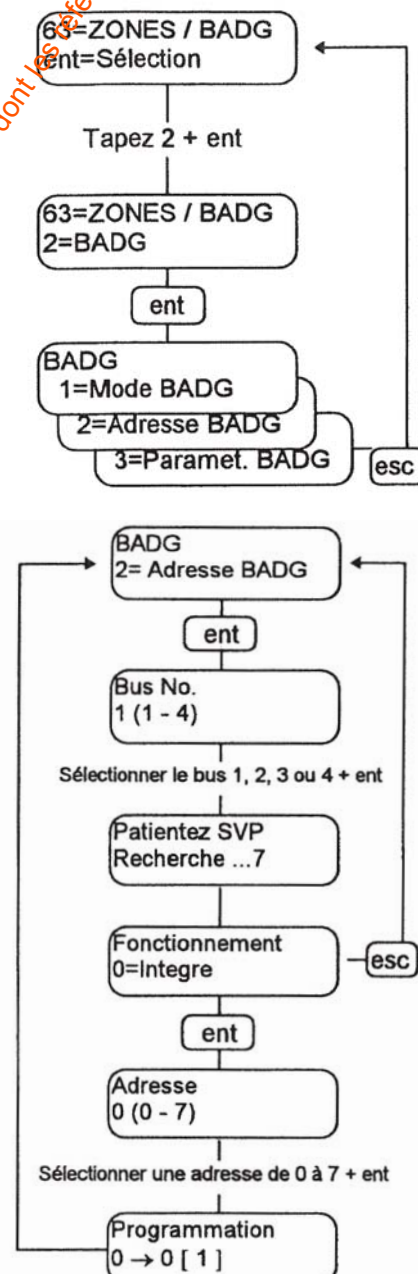 dont les
63=ZONES / BADG
ent=Sélection
Tapez 2 + ent
63=ZONES / BADG
2=BADG
ent
BADG
1=Mode BADG
2=Adresse BADG
3=Paramet. BADG
esc
BADG
2= Adresse BADG
ent
Bus No.
1 (1 - 4)
Sélectionner le bus 1, 2, 3 ou 4 + ent
Patientez SVP
Recherche ...7
Fonctionnement
0=Integre
esc
ent
Adresse
0 (0 - 7)
Sélectionner une adresse de 0 à 7 + ent
Programmation
0 → 0 [ 1 ]